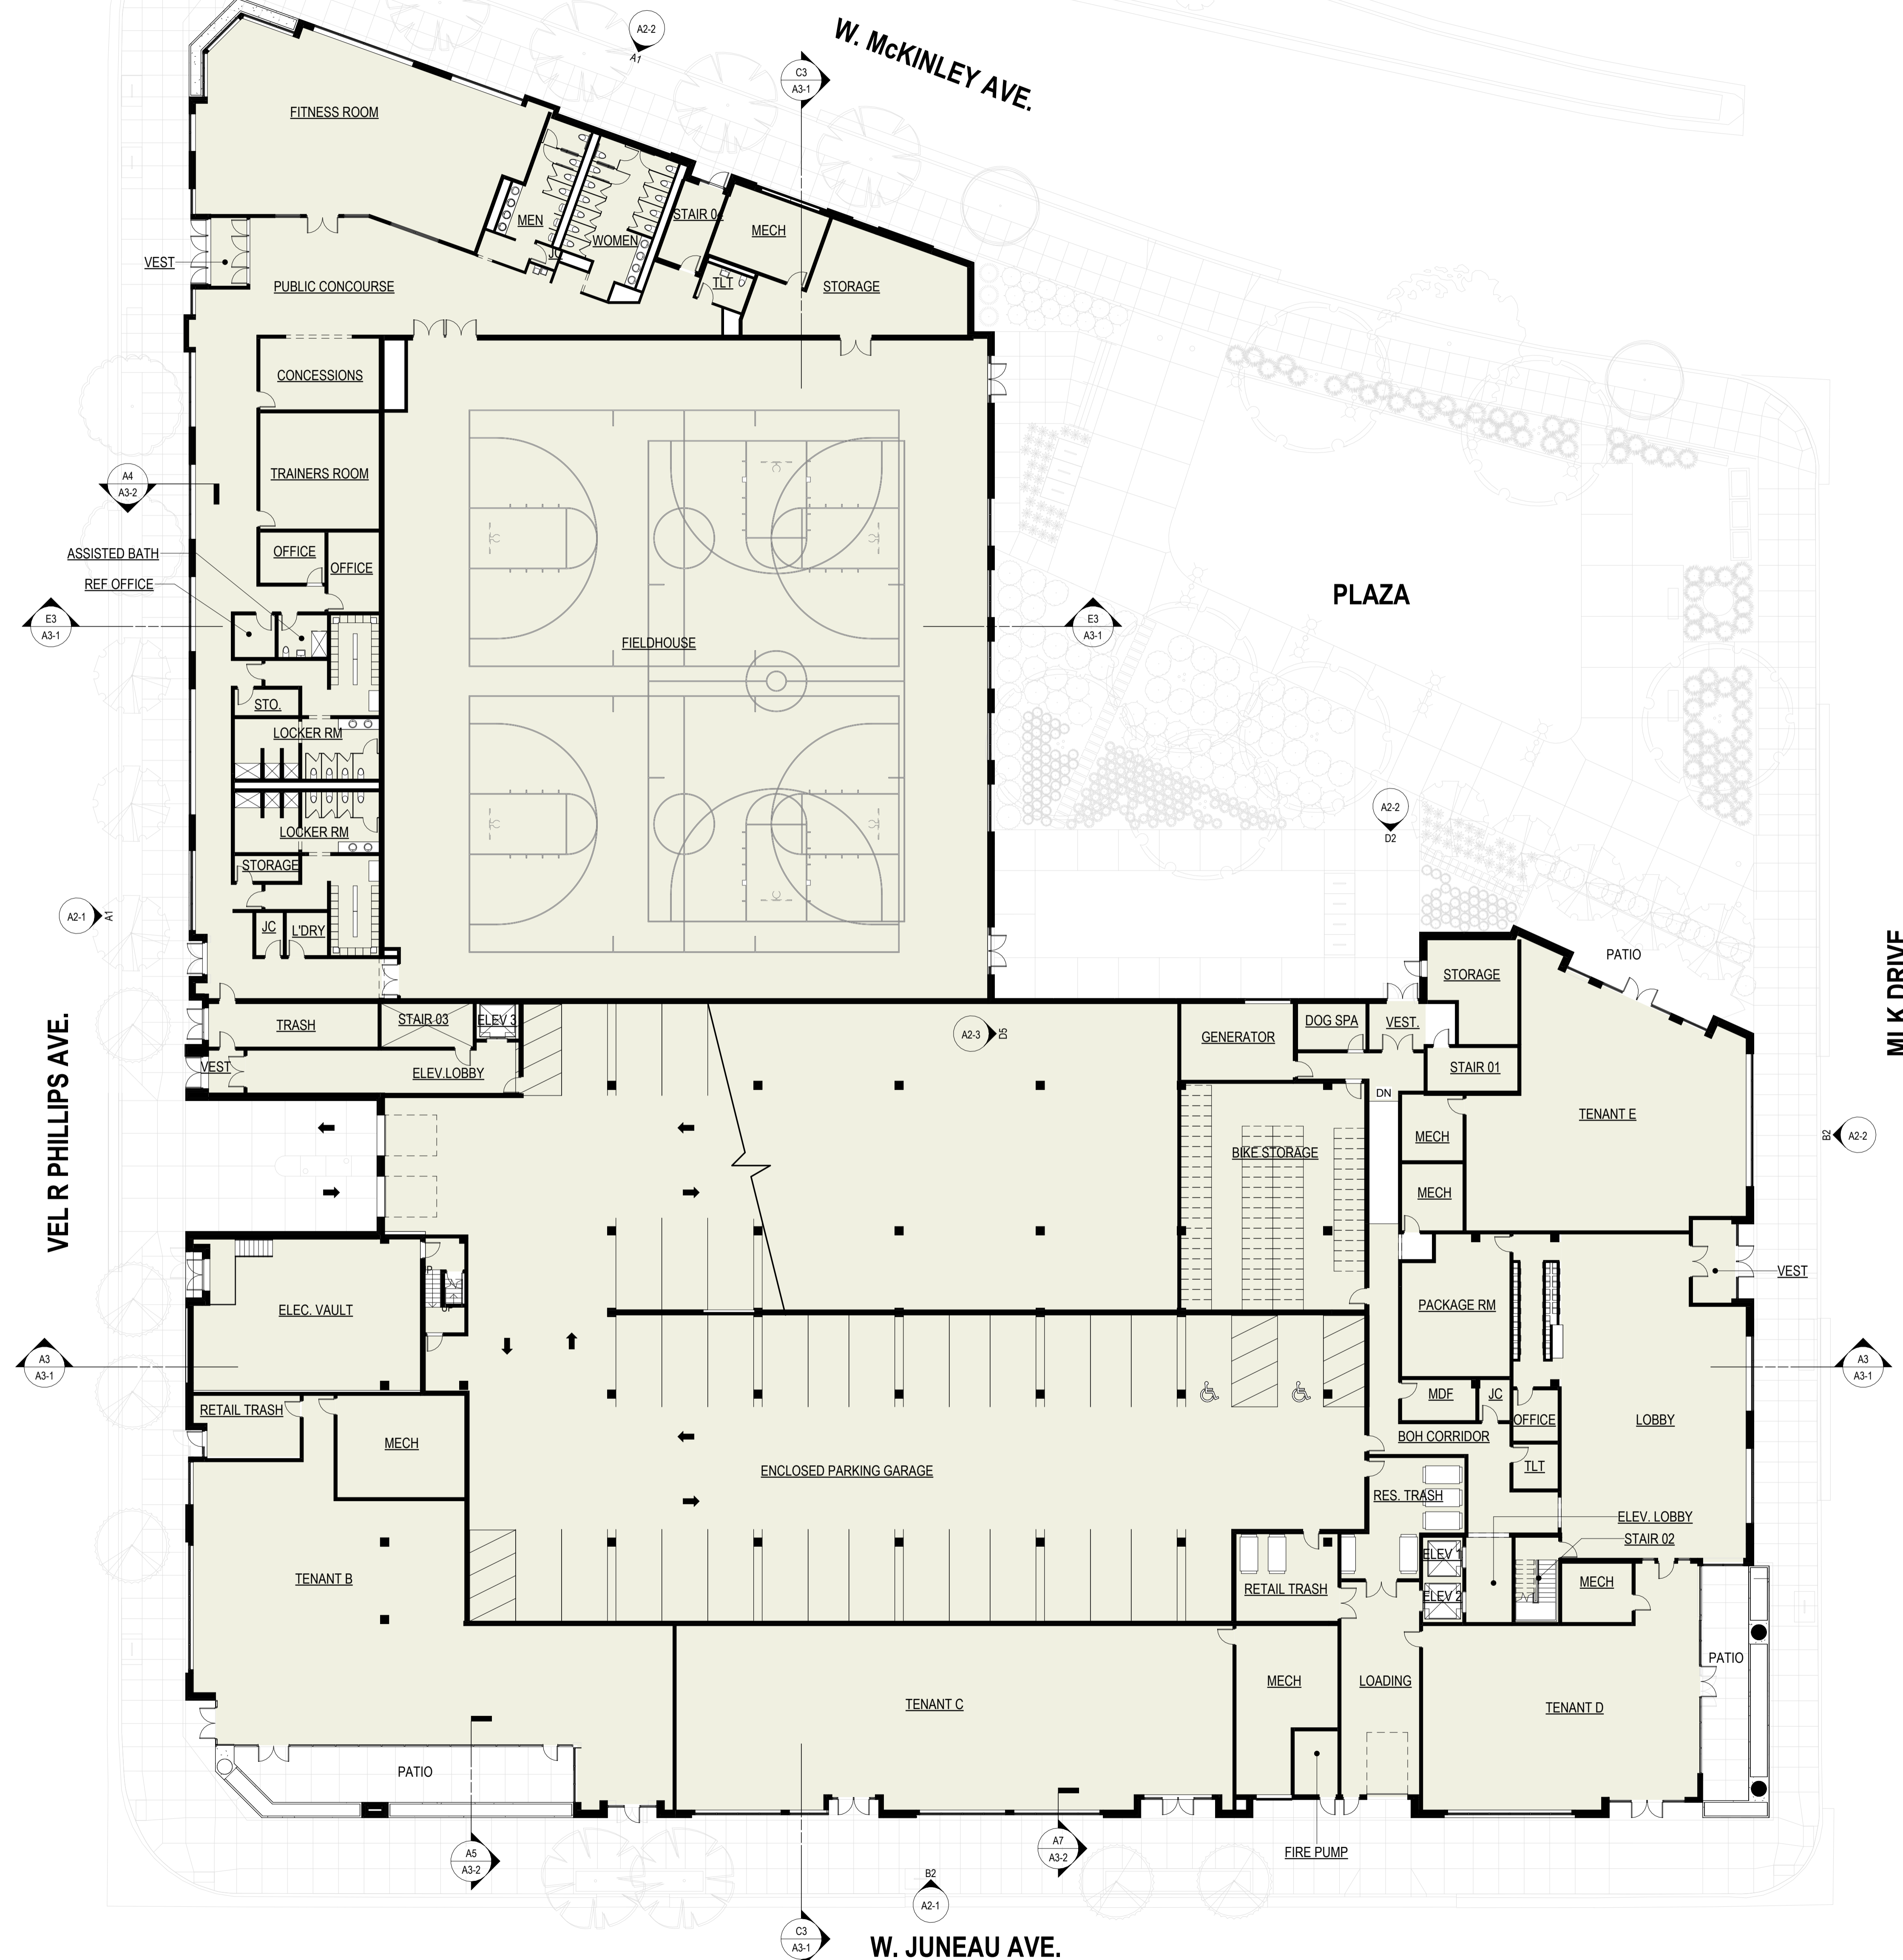 W. McKINLEY AVE.
A2-2
A1
C3
A3-1
FITNESS ROOM
MEN
JC
WOMEN
STAIR 04
MECH
TLT
STORAGE
VEST
PUBLIC CONCOURSE
CONCESSIONS
TRAINERS ROOM
A4
A3-2
OFFICE
OFFICE
ASSISTED BATH
REF OFFICE
E3
A3-1
FIELDHOUSE
E3
A3-1
PLAZA
STO.
LOCKER RM
LOCKER RM
STORAGE
JC
L'DRY
A2-1
A1
A2-2
D2
MLK DRIVE
VEL R PHILLIPS AVE.
TRASH
STAIR 03
ELEV 3
VEST
ELEV.LOBBY
A2-3
D5
GENERATOR
DOG SPA
VEST.
STORAGE
PATIO
STAIR 01
DN
TENANT E
MECH
MECH
BIKE STORAGE
B2
A2-2
VEST
ELEC. VAULT
UP
PACKAGE RM
A3
A3-1
A3
A3-1
RETAIL TRASH
MECH
MDF
JC
OFFICE
LOBBY
BOH CORRIDOR
TLT
ENCLOSED PARKING GARAGE
RES. TRASH
ELEV. LOBBY
STAIR 02
ELEV 1
ELEV 2
MECH
RETAIL TRASH
TENANT B
TENANT C
MECH
LOADING
TENANT D
PATIO
PATIO
FIRE PUMP
A5
A3-2
A7
A3-2
B2
A2-1
C3
A3-1
W. JUNEAU AVE.